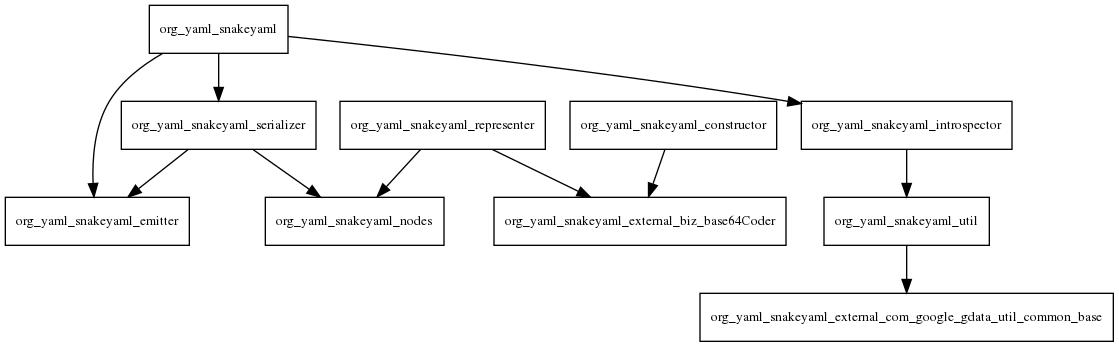 org_yaml_snakeyaml
org_yaml_snakeyaml_serializer
org_yaml_snakeyaml_representer
org_yaml_snakeyaml_constructor
org_yaml_snakeyaml_introspector
org_yaml_snakeyaml_emitter
org_yaml_snakeyaml_nodes
org_yaml_snakeyaml_external_biz_base64Coder
org_yaml_snakeyaml_util
org_yaml_snakeyaml_external_com_google_gdata_util_common_base